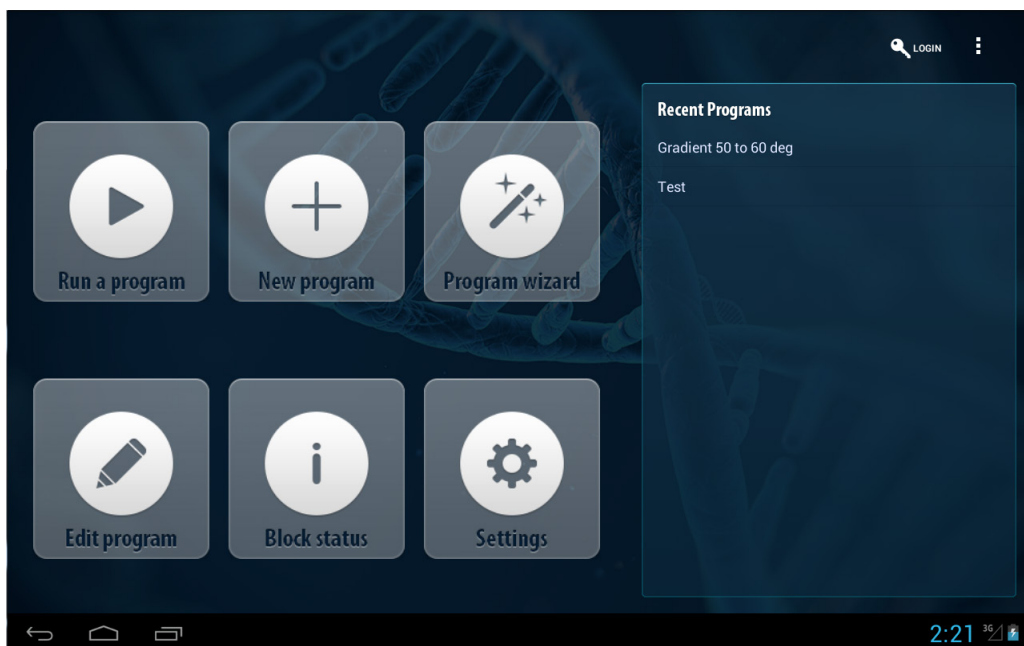 LOGIN
Recent Programs
Gradient 50 to 60 deg
Test
Run a program
New program
Program wizard
Edit program
Block status
Settings
2:21
3G